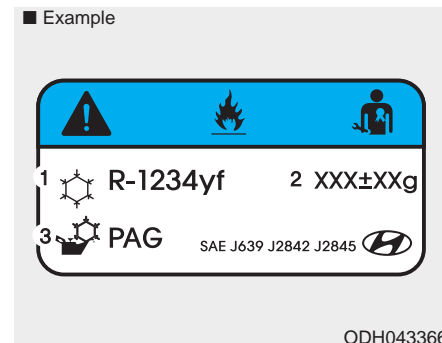 ■ Example
1 R-1234yf 2 XXX±XXg
3 PAG SAE J639 J2842 J2845
ODH043366